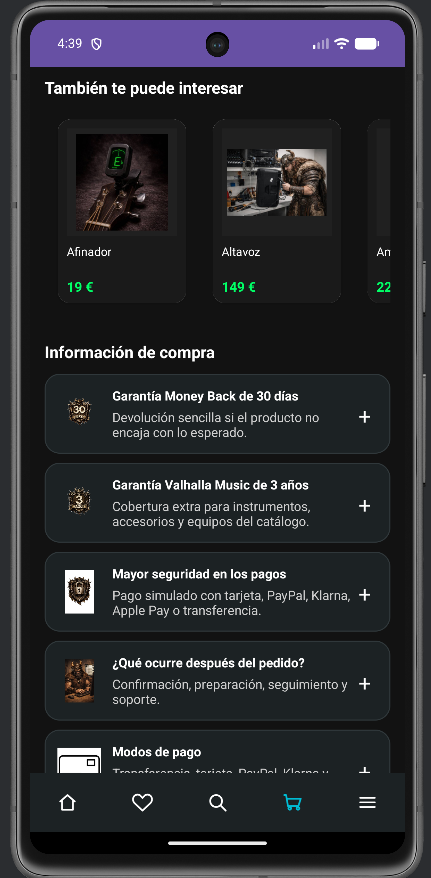 4:39
También te puede interesar
E
Afinador
19 €
Altavoz
149 €
Am
22
Información de compra
30
Garantía Money Back de 30 días
Devolución sencilla si el producto no
encaja con lo esperado.
+
3
Garantía Valhalla Music de 3 años
Cobertura extra para instrumentos,
accesorios y equipos del catálogo.
+
Mayor seguridad en los pagos
Pago simulado con tarjeta, PayPal, Klarna,
Apple Pay o transferencia.
+
¿Qué ocurre después del pedido?
Confirmación, preparación, seguimiento y
soporte.
+
Modos de pago
Transferencia, tarjeta, PayPal, Klarna y
+